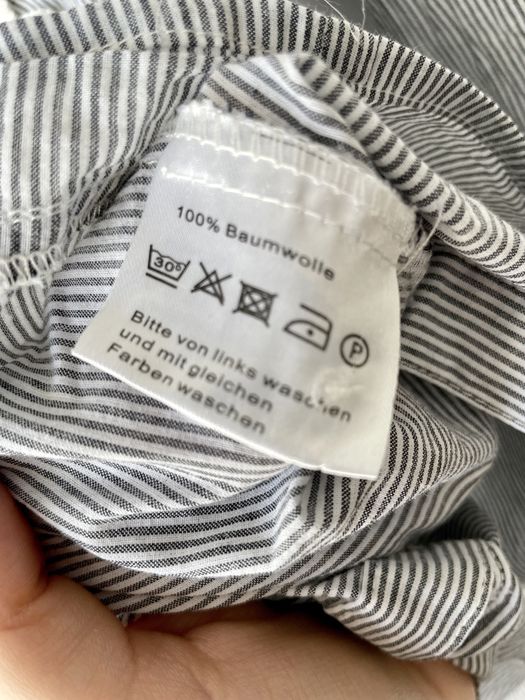 100% Baumwolle
30° P
Bitte von links waschen
und mit gleichen
Farben waschen